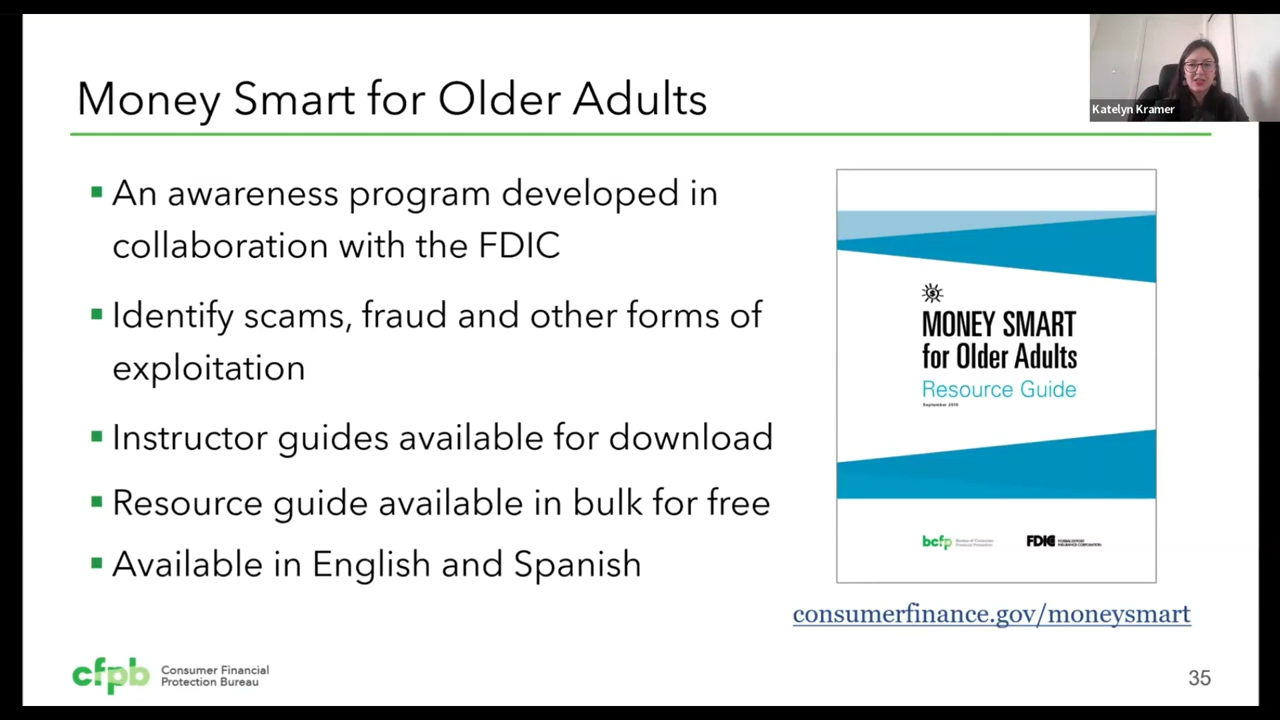 Money Smart for Older Adults
Katelyn Kramer
▪ An awareness program developed in
collaboration with the FDIC
▪ Identify scams, fraud and other forms of
exploitation
▪ Instructor guides available for download
▪ Resource guide available in bulk for free
▪ Available in English and Spanish
MONEY SMART
for Older Adults
Resource Guide
bcfp
FDIC
consumerfinance.gov/moneysmart
cfpb Consumer Financial
Protection Bureau
35